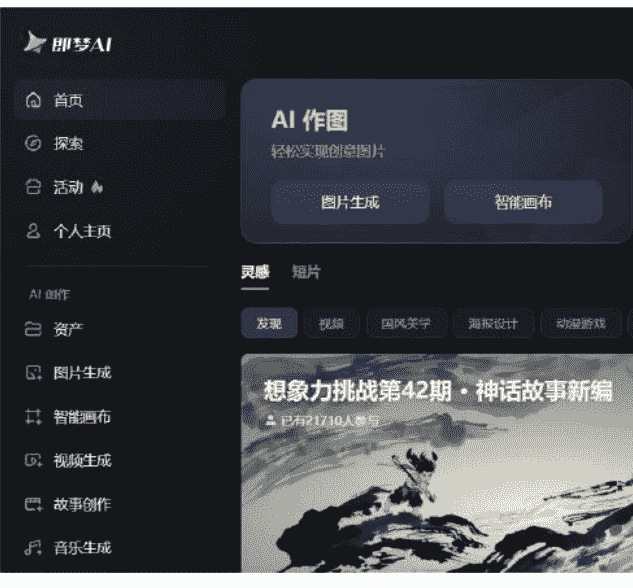 即梦AI
首页
探索
活动
个人主页
AI 创作
资产
图片生成
智能画布
视频生成
故事创作
音乐生成
AI 作图
轻松实现创意图片
图片生成
智能画布
灵感 短片
发现 视频 国风美学 海报设计 动漫游戏
想象力挑战第42期·神话故事新编
已有21710人参与